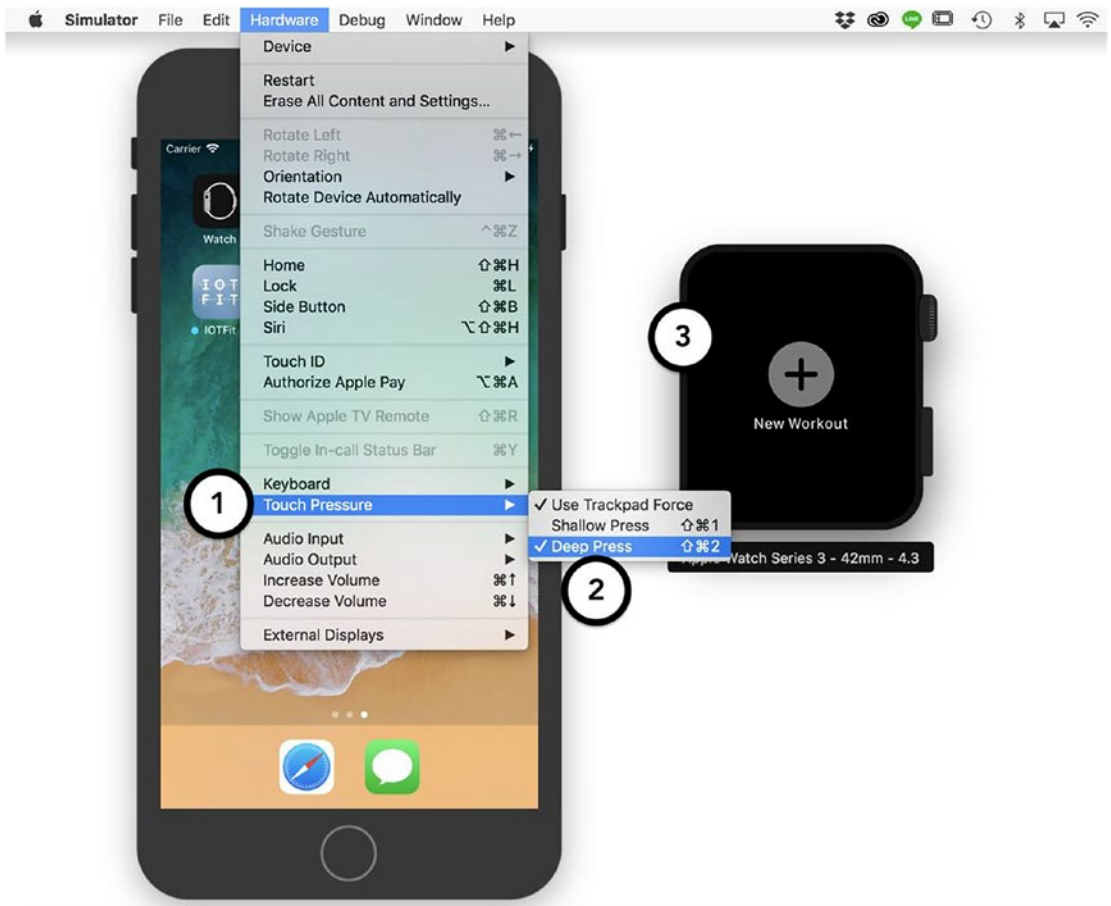 Simulator File Edit Hardware Debug Window Help
LINE
Device
Restart
Erase All Content and Settings...
Rotate Left ⌘←
Rotate Right ⌘→
Orientation
Rotate Device Automatically
Shake Gesture ^⌘Z
Home ⇧⌘H
Lock ⌘L
Side Button ⇧⌘B
Siri ⌥⇧⌘H
Touch ID
Authorize Apple Pay ⌥⌘A
Show Apple TV Remote ⇧⌘R
Toggle In-call Status Bar ⌘Y
Keyboard
Touch Pressure
Audio Input
Audio Output
Increase Volume ⌘↑
Decrease Volume ⌘↓
External Displays
✓ Use Trackpad Force
Shallow Press ⇧⌘1
✓ Deep Press ⇧⌘2
Carrier
Watch
IOT
FIT
IOTFit
1
2
3
New Workout
Apple Watch Series 3 - 42mm - 4.3